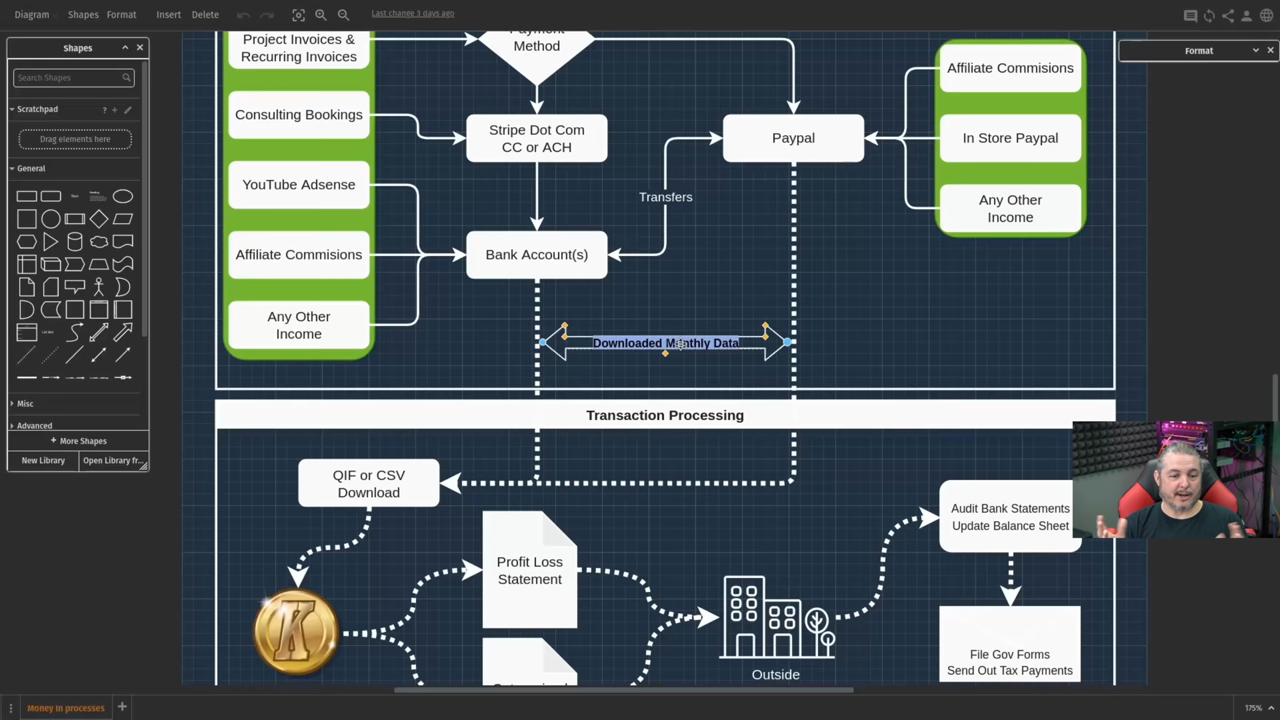 Diagram Shapes Format Insert Delete Last change 3 days ago
Shapes
Search Shapes
Scratchpad ? + 
Drag elements here
General
Misc
Advanced
+ More Shapes
New Library Open Library fr...
Format
Project Invoices &
Recurring Invoices
Payment
Method
Affiliate Commisions
Consulting Bookings
Stripe Dot Com
CC or ACH
Paypal
In Store Paypal
YouTube Adsense
Transfers
Any Other
Income
Affiliate Commisions
Bank Account(s)
Any Other
Income
Downloaded Monthly Data
Transaction Processing
QIF or CSV
Download
Audit Bank Statements
Update Balance Sheet
Profit Loss
Statement
K
File Gov Forms
Send Out Tax Payments
Outside
Money in processes +
175%